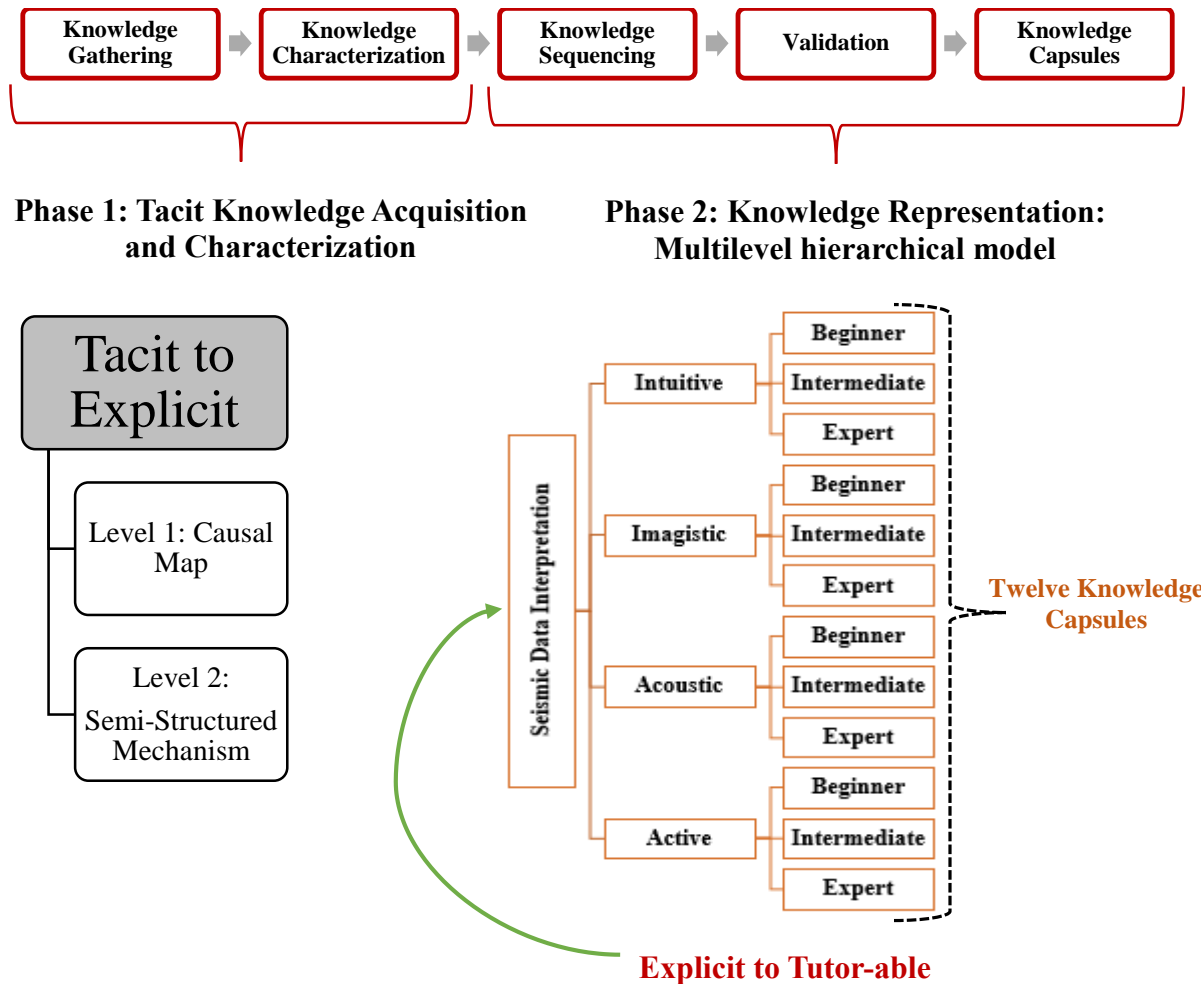 Knowledge
Gathering
Knowledge
Characterization
Knowledge
Sequencing
Validation
Knowledge
Capsules
Phase 1: Tacit Knowledge Acquisition
and Characterization
Phase 2: Knowledge Representation:
Multilevel hierarchical model
Tacit to
Explicit
Level 1: Causal
Map
Level 2:
Semi-Structured
Mechanism
Seismic Data Interpretation
Intuitive
Beginner
Intermediate
Expert
Imagistic
Beginner
Intermediate
Expert
Acoustic
Beginner
Intermediate
Expert
Active
Beginner
Intermediate
Expert
Twelve Knowledge
Capsules
Explicit to Tutor-able